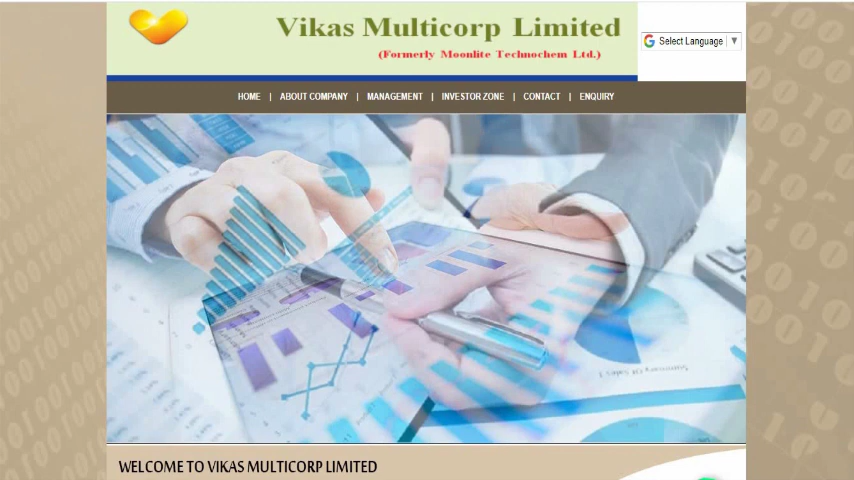 Vikas Multicorp Limited
(Formerly Moonlite Technochem Ltd.)
Select Language ▼
HOME | ABOUT COMPANY | MANAGEMENT | INVESTOR ZONE | CONTACT | ENQUIRY
WELCOME TO VIKAS MULTICORP LIMITED